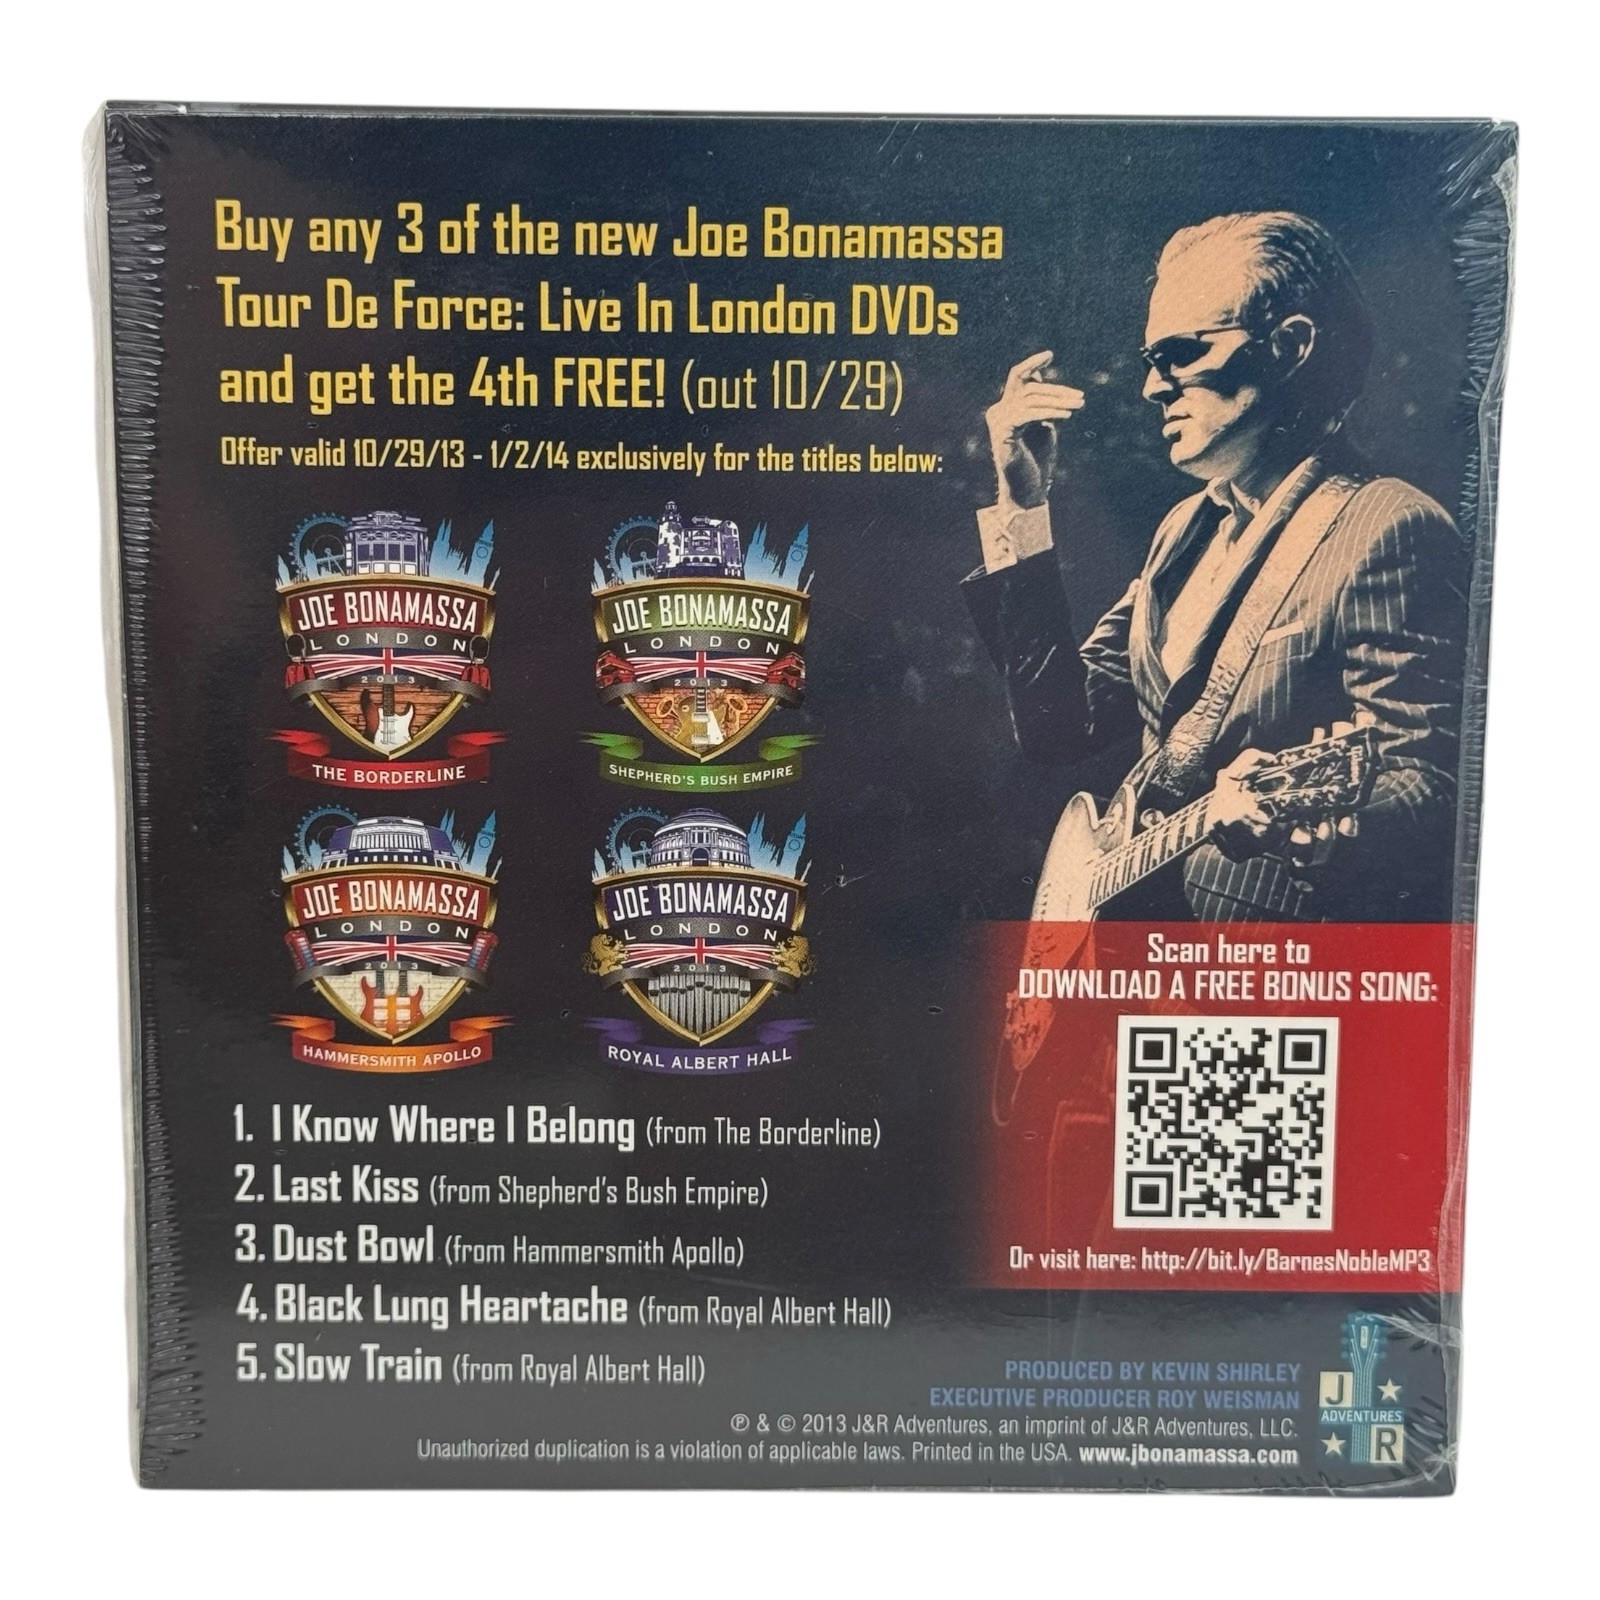 Buy any 3 of the new Joe Bonamassa
Tour De Force: Live In London DVDs
and get the 4th FREE! (out 10/29)
Offer valid 10/29/13 - 1/2/14 exclusively for the titles below:
JOE BONAMASSA
LONDON
2013
THE BORDERLINE
JOE BONAMASSA
LONDON
2013
SHEPHERD'S BUSH EMPIRE
JOE BONAMASSA
LONDON
2013
HAMMERSMITH APOLLO
JOE BONAMASSA
LONDON
2013
ROYAL ALBERT HALL
1. I Know Where I Belong (from The Borderline)
2. Last Kiss (from Shepherd's Bush Empire)
3. Dust Bowl (from Hammersmith Apollo)
4. Black Lung Heartache (from Royal Albert Hall)
5. Slow Train (from Royal Albert Hall)
Scan here to
DOWNLOAD A FREE BONUS SONG:
Or visit here: http://bit.ly/BarnesNobleMP3
PRODUCED BY KEVIN SHIRLEY
EXECUTIVE PRODUCER ROY WEISMAN
℗ & © 2013 J&R Adventures, an imprint of J&R Adventures, LLC.
Unauthorized duplication is a violation of applicable laws. Printed in the USA. www.jbonamassa.com
J
ADVENTURES
R